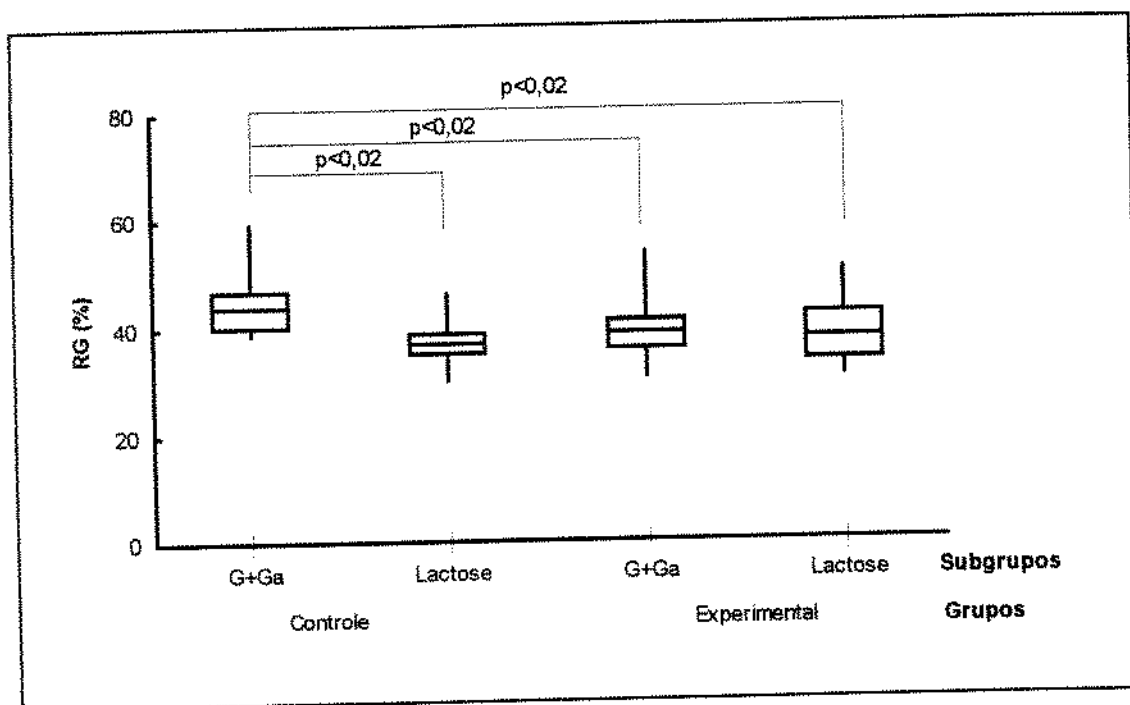 p<0,02
p<0,02
p<0,02
80
60
40
20
0
RG (%)
G+Ga Lactose G+Ga Lactose Subgrupos
Controle Experimental Grupos